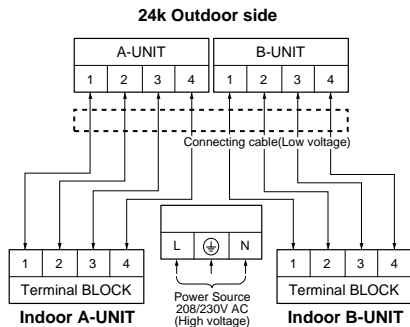 24k Outdoor side
A-UNIT B-UNIT
1 2 3 4 1 2 3 4
Connecting cable(Low voltage)
L N
1 2 3 4 1 2 3 4
Terminal BLOCK Terminal BLOCK
Power Source
208/230V AC
(High voltage)
Indoor A-UNIT Indoor B-UNIT